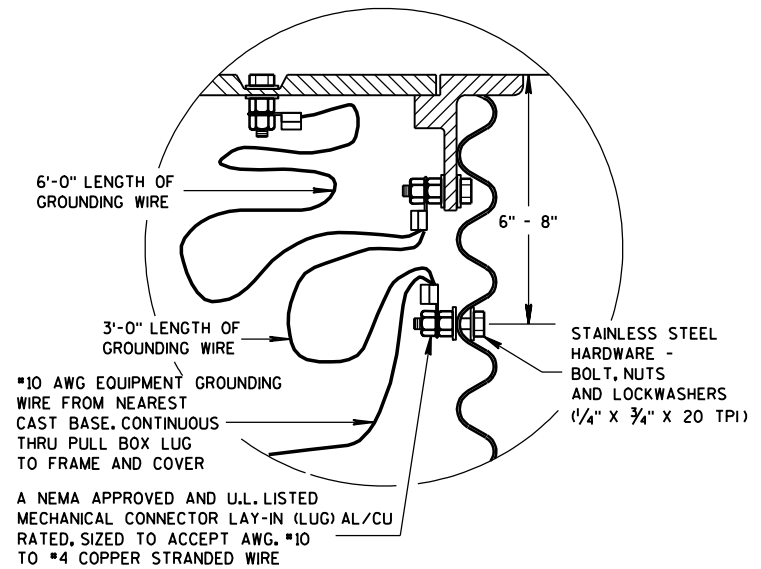 6'-0" LENGTH OF
GROUNDING WIRE
6" - 8"
3'-0" LENGTH OF
GROUNDING WIRE
STAINLESS STEEL
HARDWARE -
BOLT, NUTS
AND LOCKWASHERS
(1/4" X 3/4" X 20 TPI)
#10 AWG EQUIPMENT GROUNDING
WIRE FROM NEAREST
CAST BASE. CONTINUOUS
THRU PULL BOX LUG
TO FRAME AND COVER
A NEMA APPROVED AND U.L. LISTED
MECHANICAL CONNECTOR LAY-IN (LUG) AL/CU
RATED, SIZED TO ACCEPT AWG. #10
TO #4 COPPER STRANDED WIRE